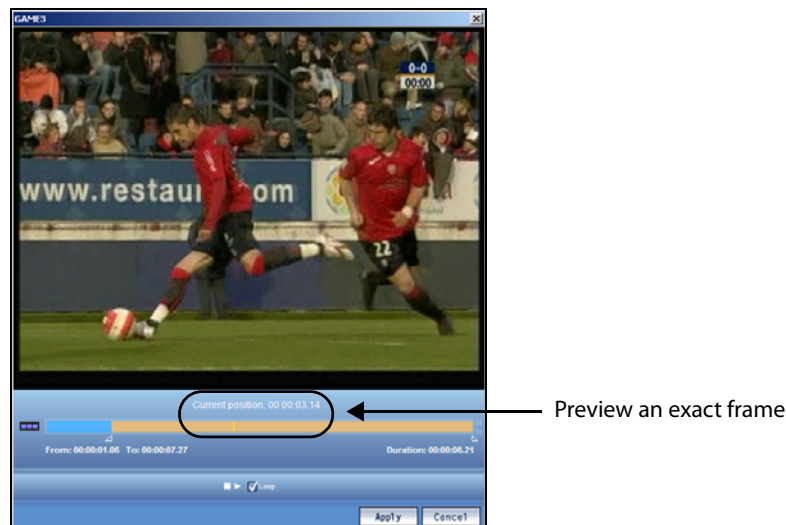 GAME3
0-0
00:00
www.restau om
22
Current position: 00:00:03.14
Preview an exact frame
From: 00:00:01.06 To: 00:00:07.27 Duration: 00:00:06.21
Loop
Apply Cancel